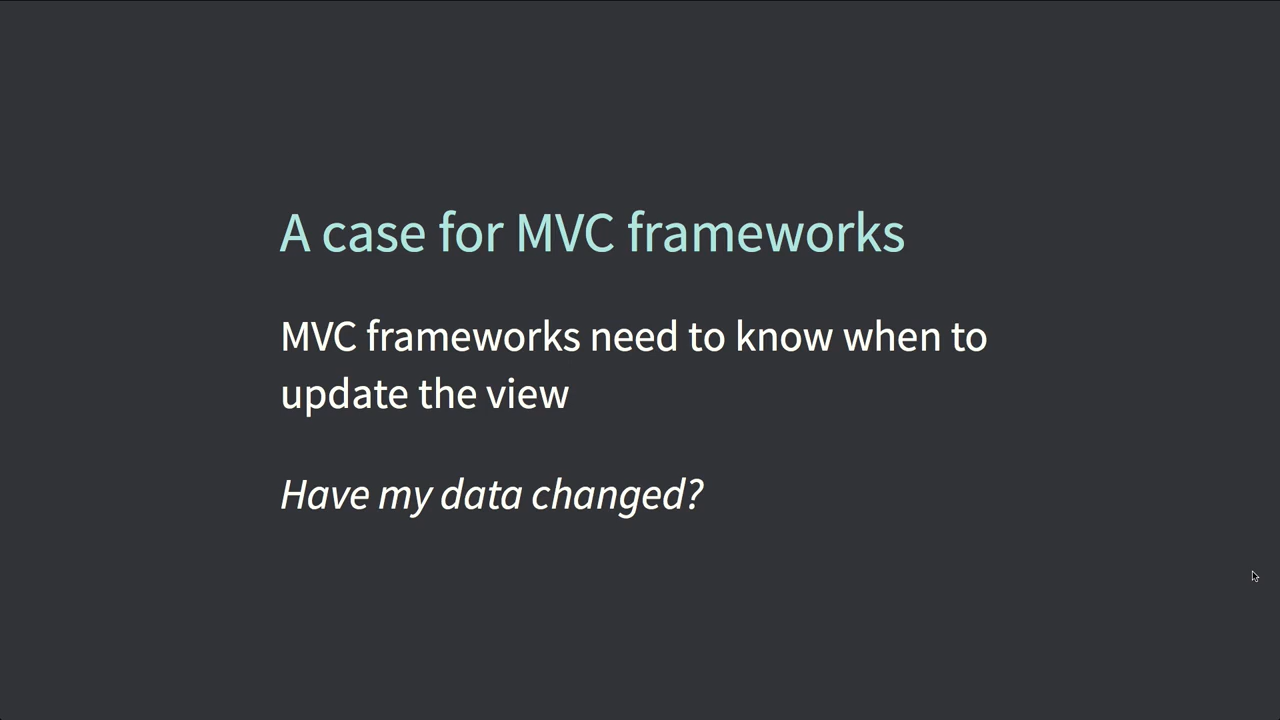 A case for MVC frameworks
MVC frameworks need to know when to
update the view
Have my data changed?